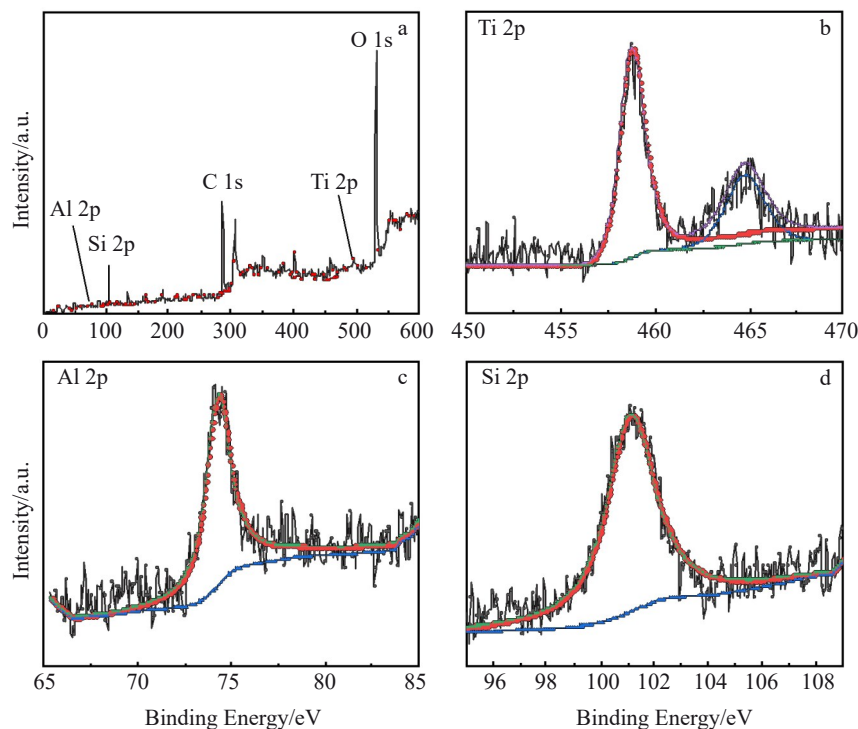 a
O 1s
C 1s
Ti 2p
Al 2p
Si 2p
Intensity/a.u.
0 100 200 300 400 500 600
Ti 2p b
450 455 460 465 470
Al 2p c
Intensity/a.u.
65 70 75 80 85
Binding Energy/eV
Si 2p d
96 98 100 102 104 106 108
Binding Energy/eV